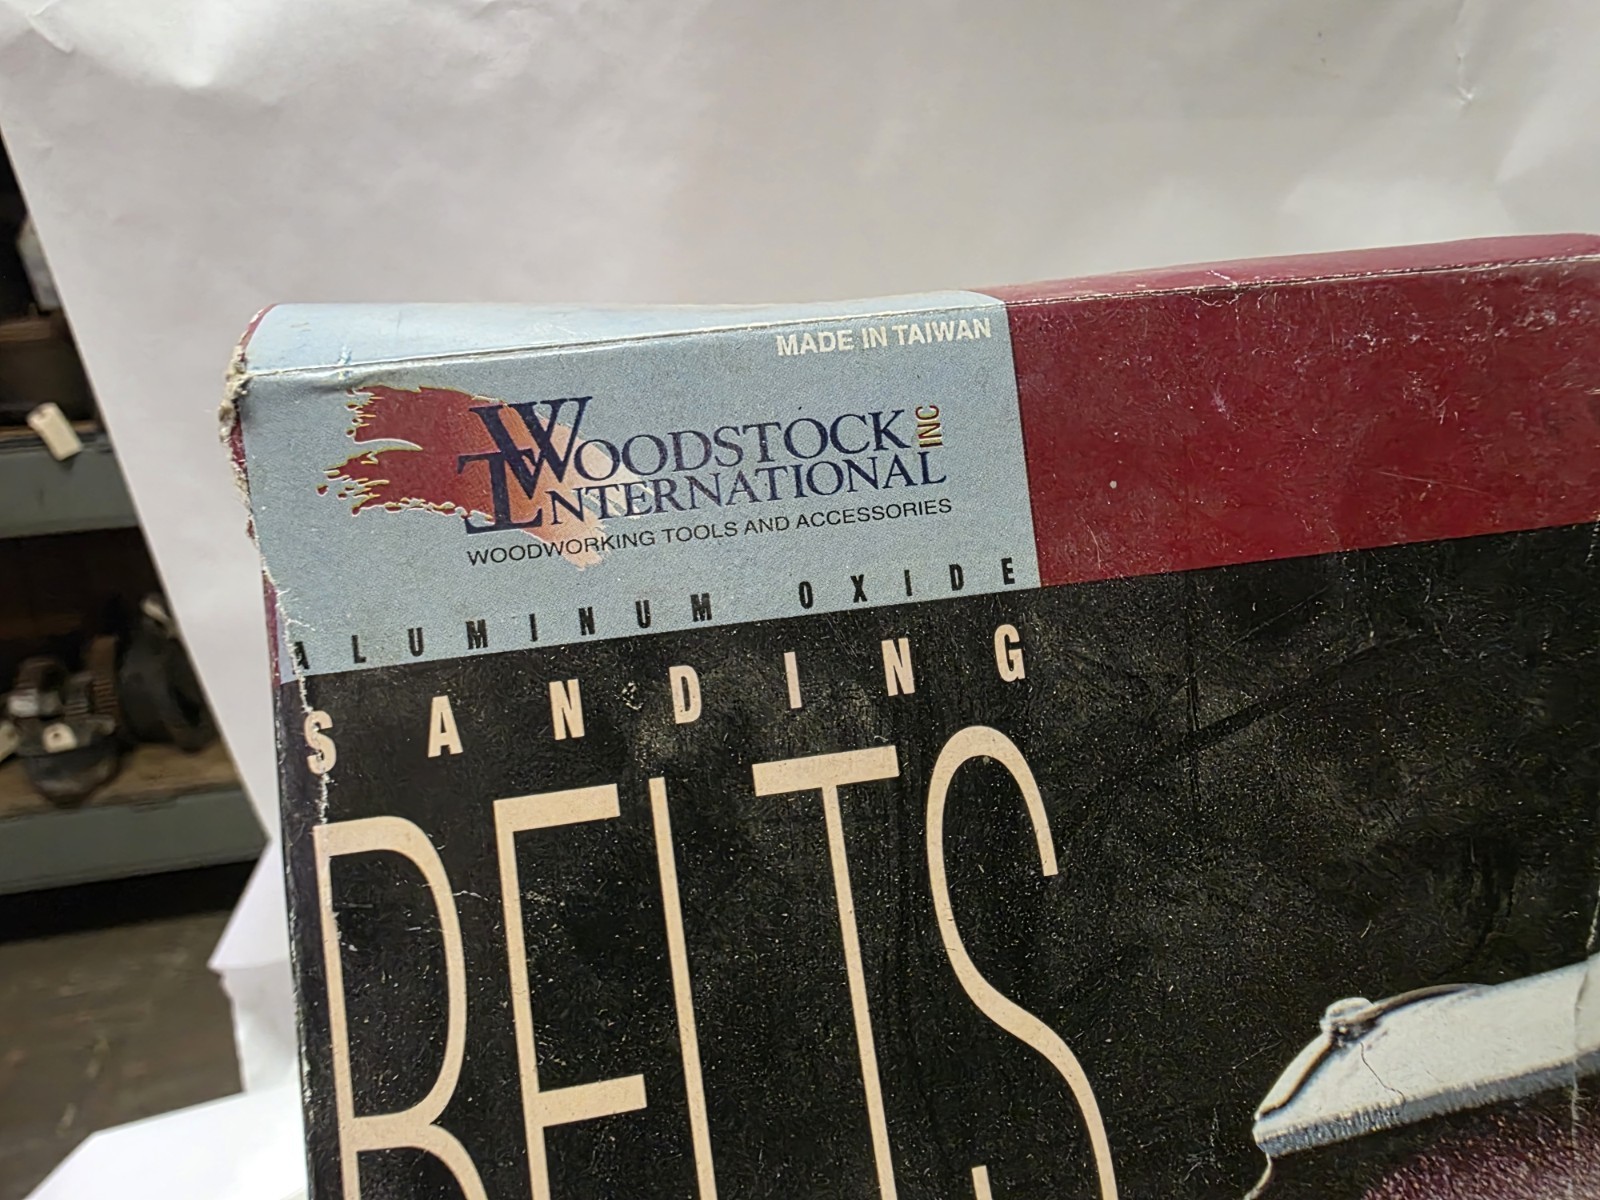 MADE IN TAIWAN
WOODSTOCK INC
INTERNATIONAL
WOODWORKING TOOLS AND ACCESSORIES
ALUMINUM OXIDE
SANDING
BELTS